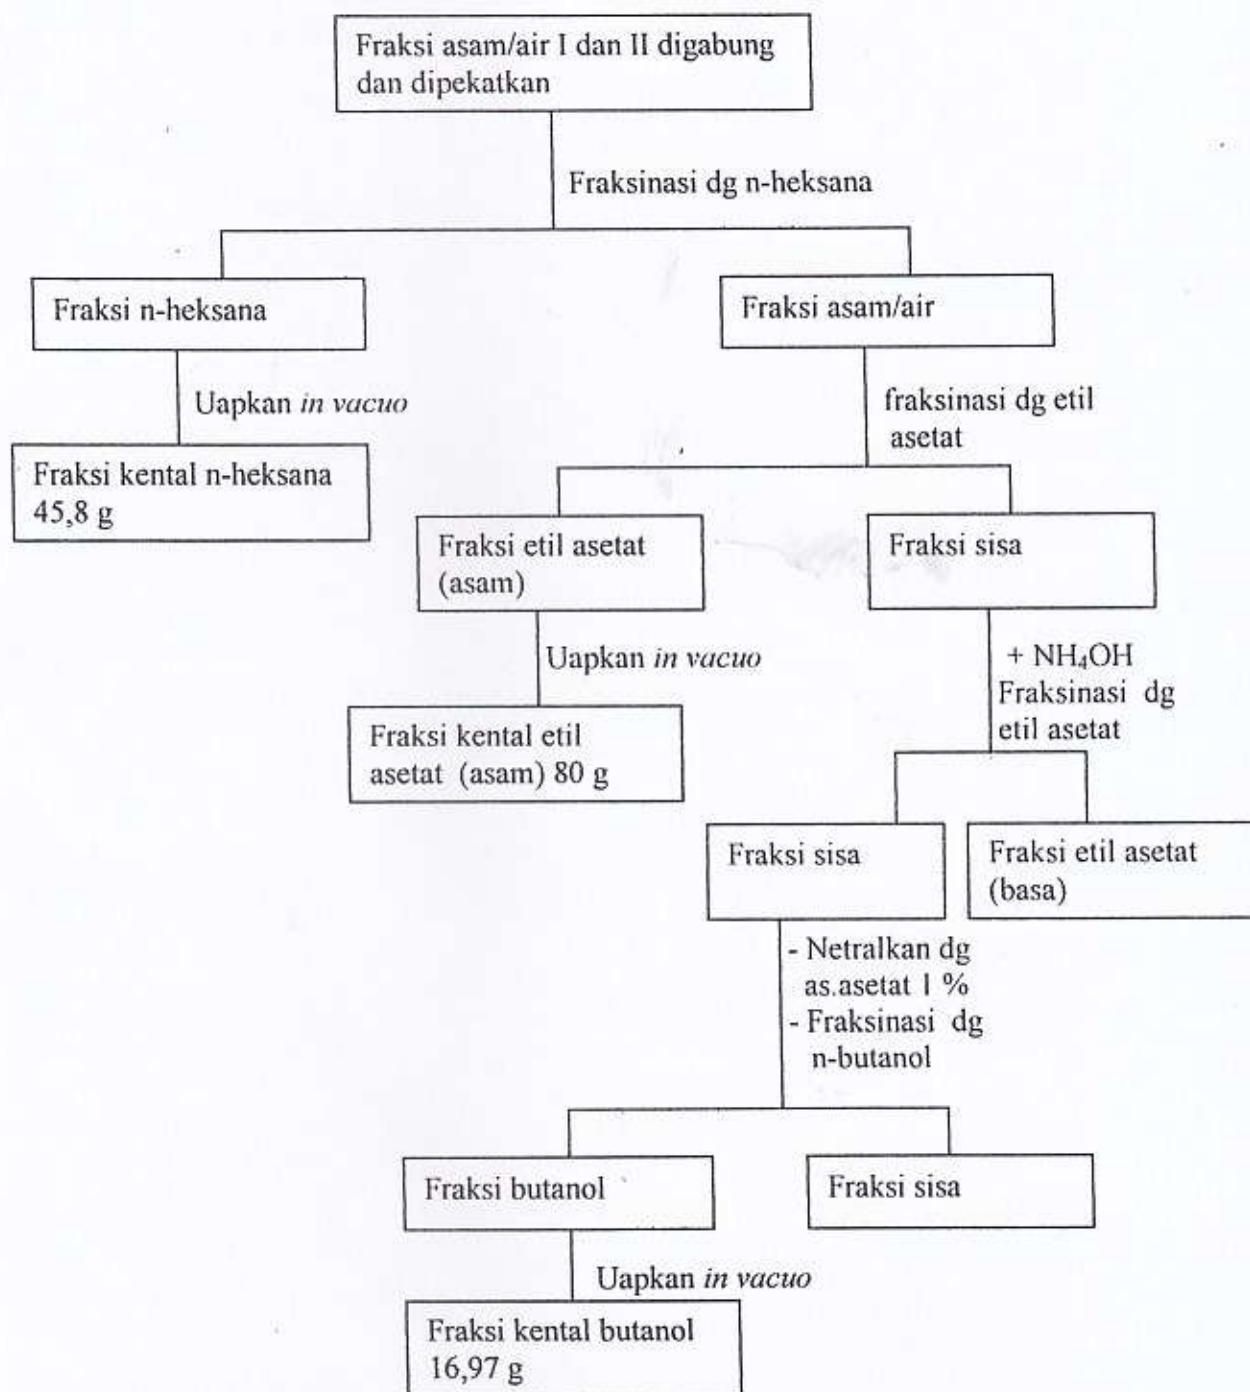 Fraksi asam/air I dan II digabung
dan dipekatkan
Fraksinasi dg n-heksana
Fraksi n-heksana
Fraksi asam/air
Uapkan in vacuo
fraksinasi dg etil
asetat
Fraksi kental n-heksana
45,8 g
Fraksi etil asetat
(asam)
Fraksi sisa
Uapkan in vacuo
+ NH₄OH
Fraksinasi dg
etil asetat
Fraksi kental etil
asetat (asam) 80 g
Fraksi sisa
Fraksi etil asetat
(basa)
- Netralkan dg
as.asetat 1 %
- Fraksinasi dg
n-butanol
Fraksi butanol
Fraksi sisa
Uapkan in vacuo
Fraksi kental butanol
16,97 g